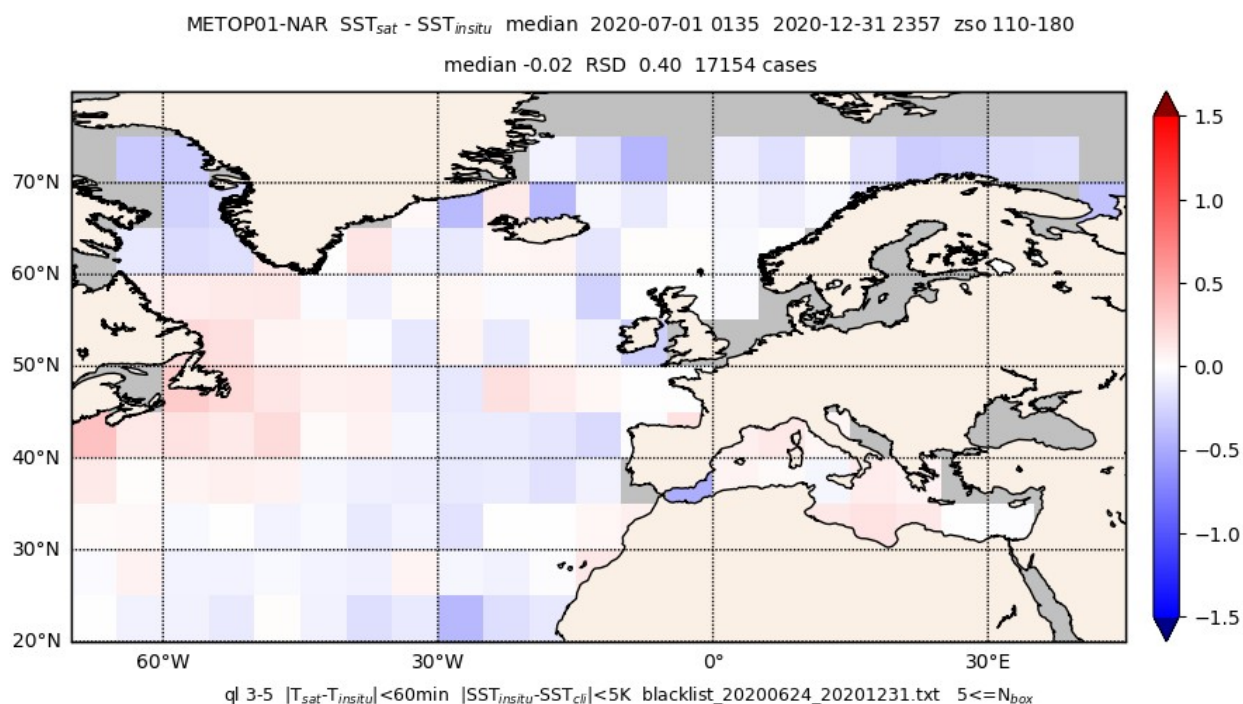 METOP01-NAR SSTsat - SSTinsitu median 2020-07-01 0135 2020-12-31 2357 zso 110-180
median -0.02 RSD 0.40 17154 cases
1.5
70°N
1.0
60°N
0.5
50°N
0.0
40°N
−0.5
30°N
−1.0
20°N
−1.5
60°W 30°W 0° 30°E
ql 3-5 |Tsat-Tinsitu|<60min |SSTinsitu-SSTcli|<5K blacklist_20200624_20201231.txt 5<=Nbox